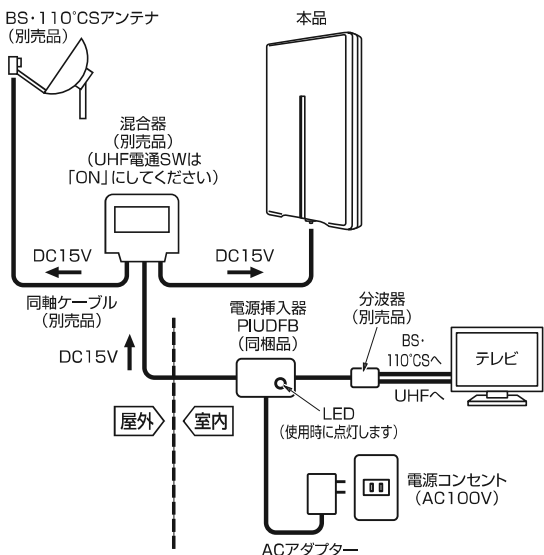 BS・110°CSアンテナ
(別売品)
本品
混合器
(別売品)
(UHF電通SWは
「ON」にしてください)
DC15V
DC15V
同軸ケーブル
(別売品)
DC15V
電源挿入器
PIUDFB
(同梱品)
分波器
(別売品)
BS・
110°CSへ
テレビ
UHFへ
LED
(使用時に点灯します)
屋外
室内
電源コンセント
(AC100V)
ACアダプター